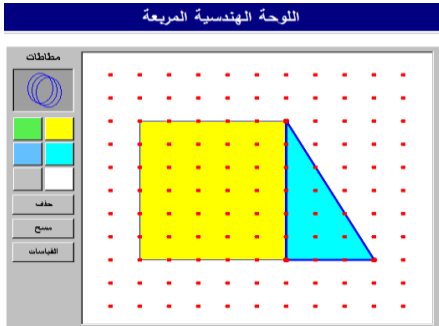 اللوحة الهندسية المربعة
مطاطات
حذف
مسح
القياسات